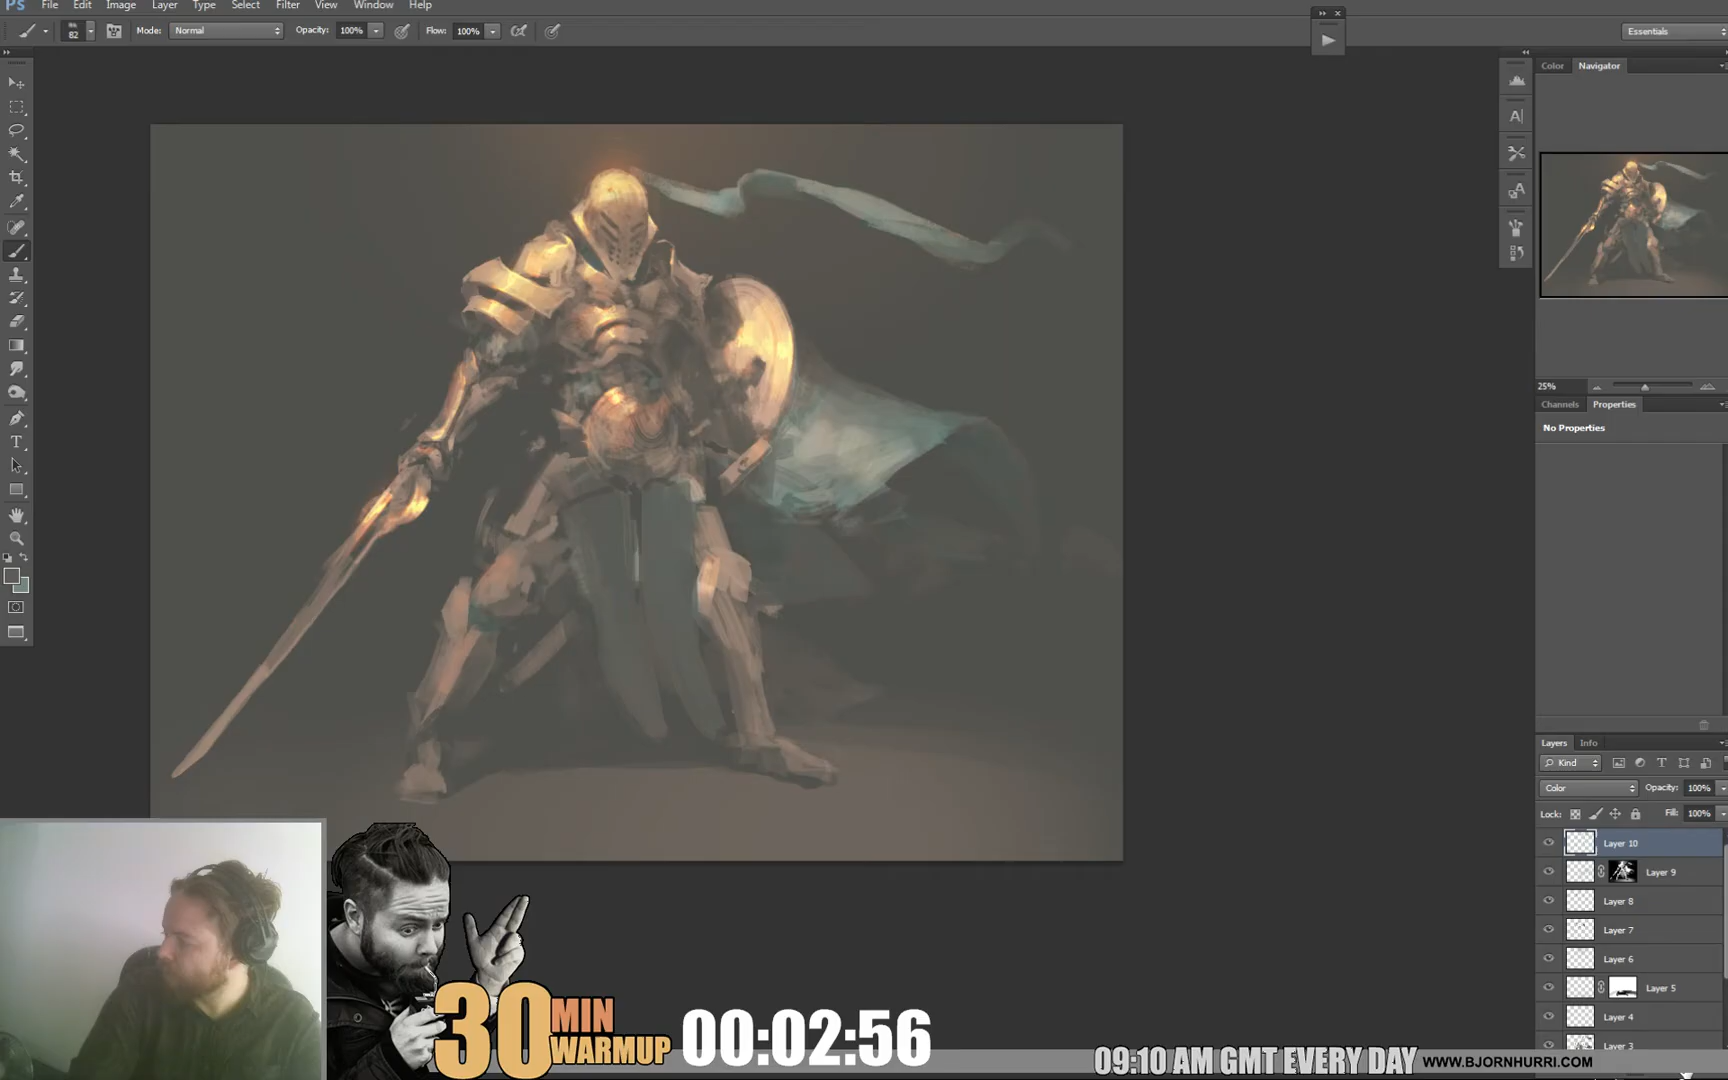 Ps File Edit Image Layer Type Select Filter View Window Help
82 Mode: Normal Opacity: 100% Flow: 100% Essentials
Color Navigator
25%
Channels Properties
No Properties
Layers Info
Kind
Color Opacity: 100%
Lock: Fill: 100%
Layer 10
Layer 9
Layer 8
Layer 7
Layer 6
Layer 5
Layer 4
Layer 3
30 MIN
WARMUP
00:02:56
09:10 AM GMT EVERY DAY WWW.BJORNHURRI.COM